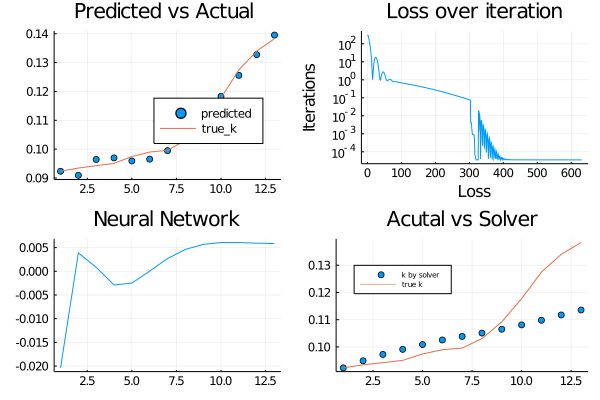 Predicted vs Actual
0.14
0.13
0.12
0.11
0.10
0.09
predicted
true_k
2.5 5.0 7.5 10.0 12.5
Loss over iteration
10^2
10^1
10^0
10^-1
10^-2
10^-3
10^-4
Iterations
0 100 200 300 400 500 600
Loss
Neural Network
0.005
0.000
-0.005
-0.010
-0.015
-0.020
2.5 5.0 7.5 10.0 12.5
Acutal vs Solver
k by solver
true k
0.13
0.12
0.11
0.10
2.5 5.0 7.5 10.0 12.5